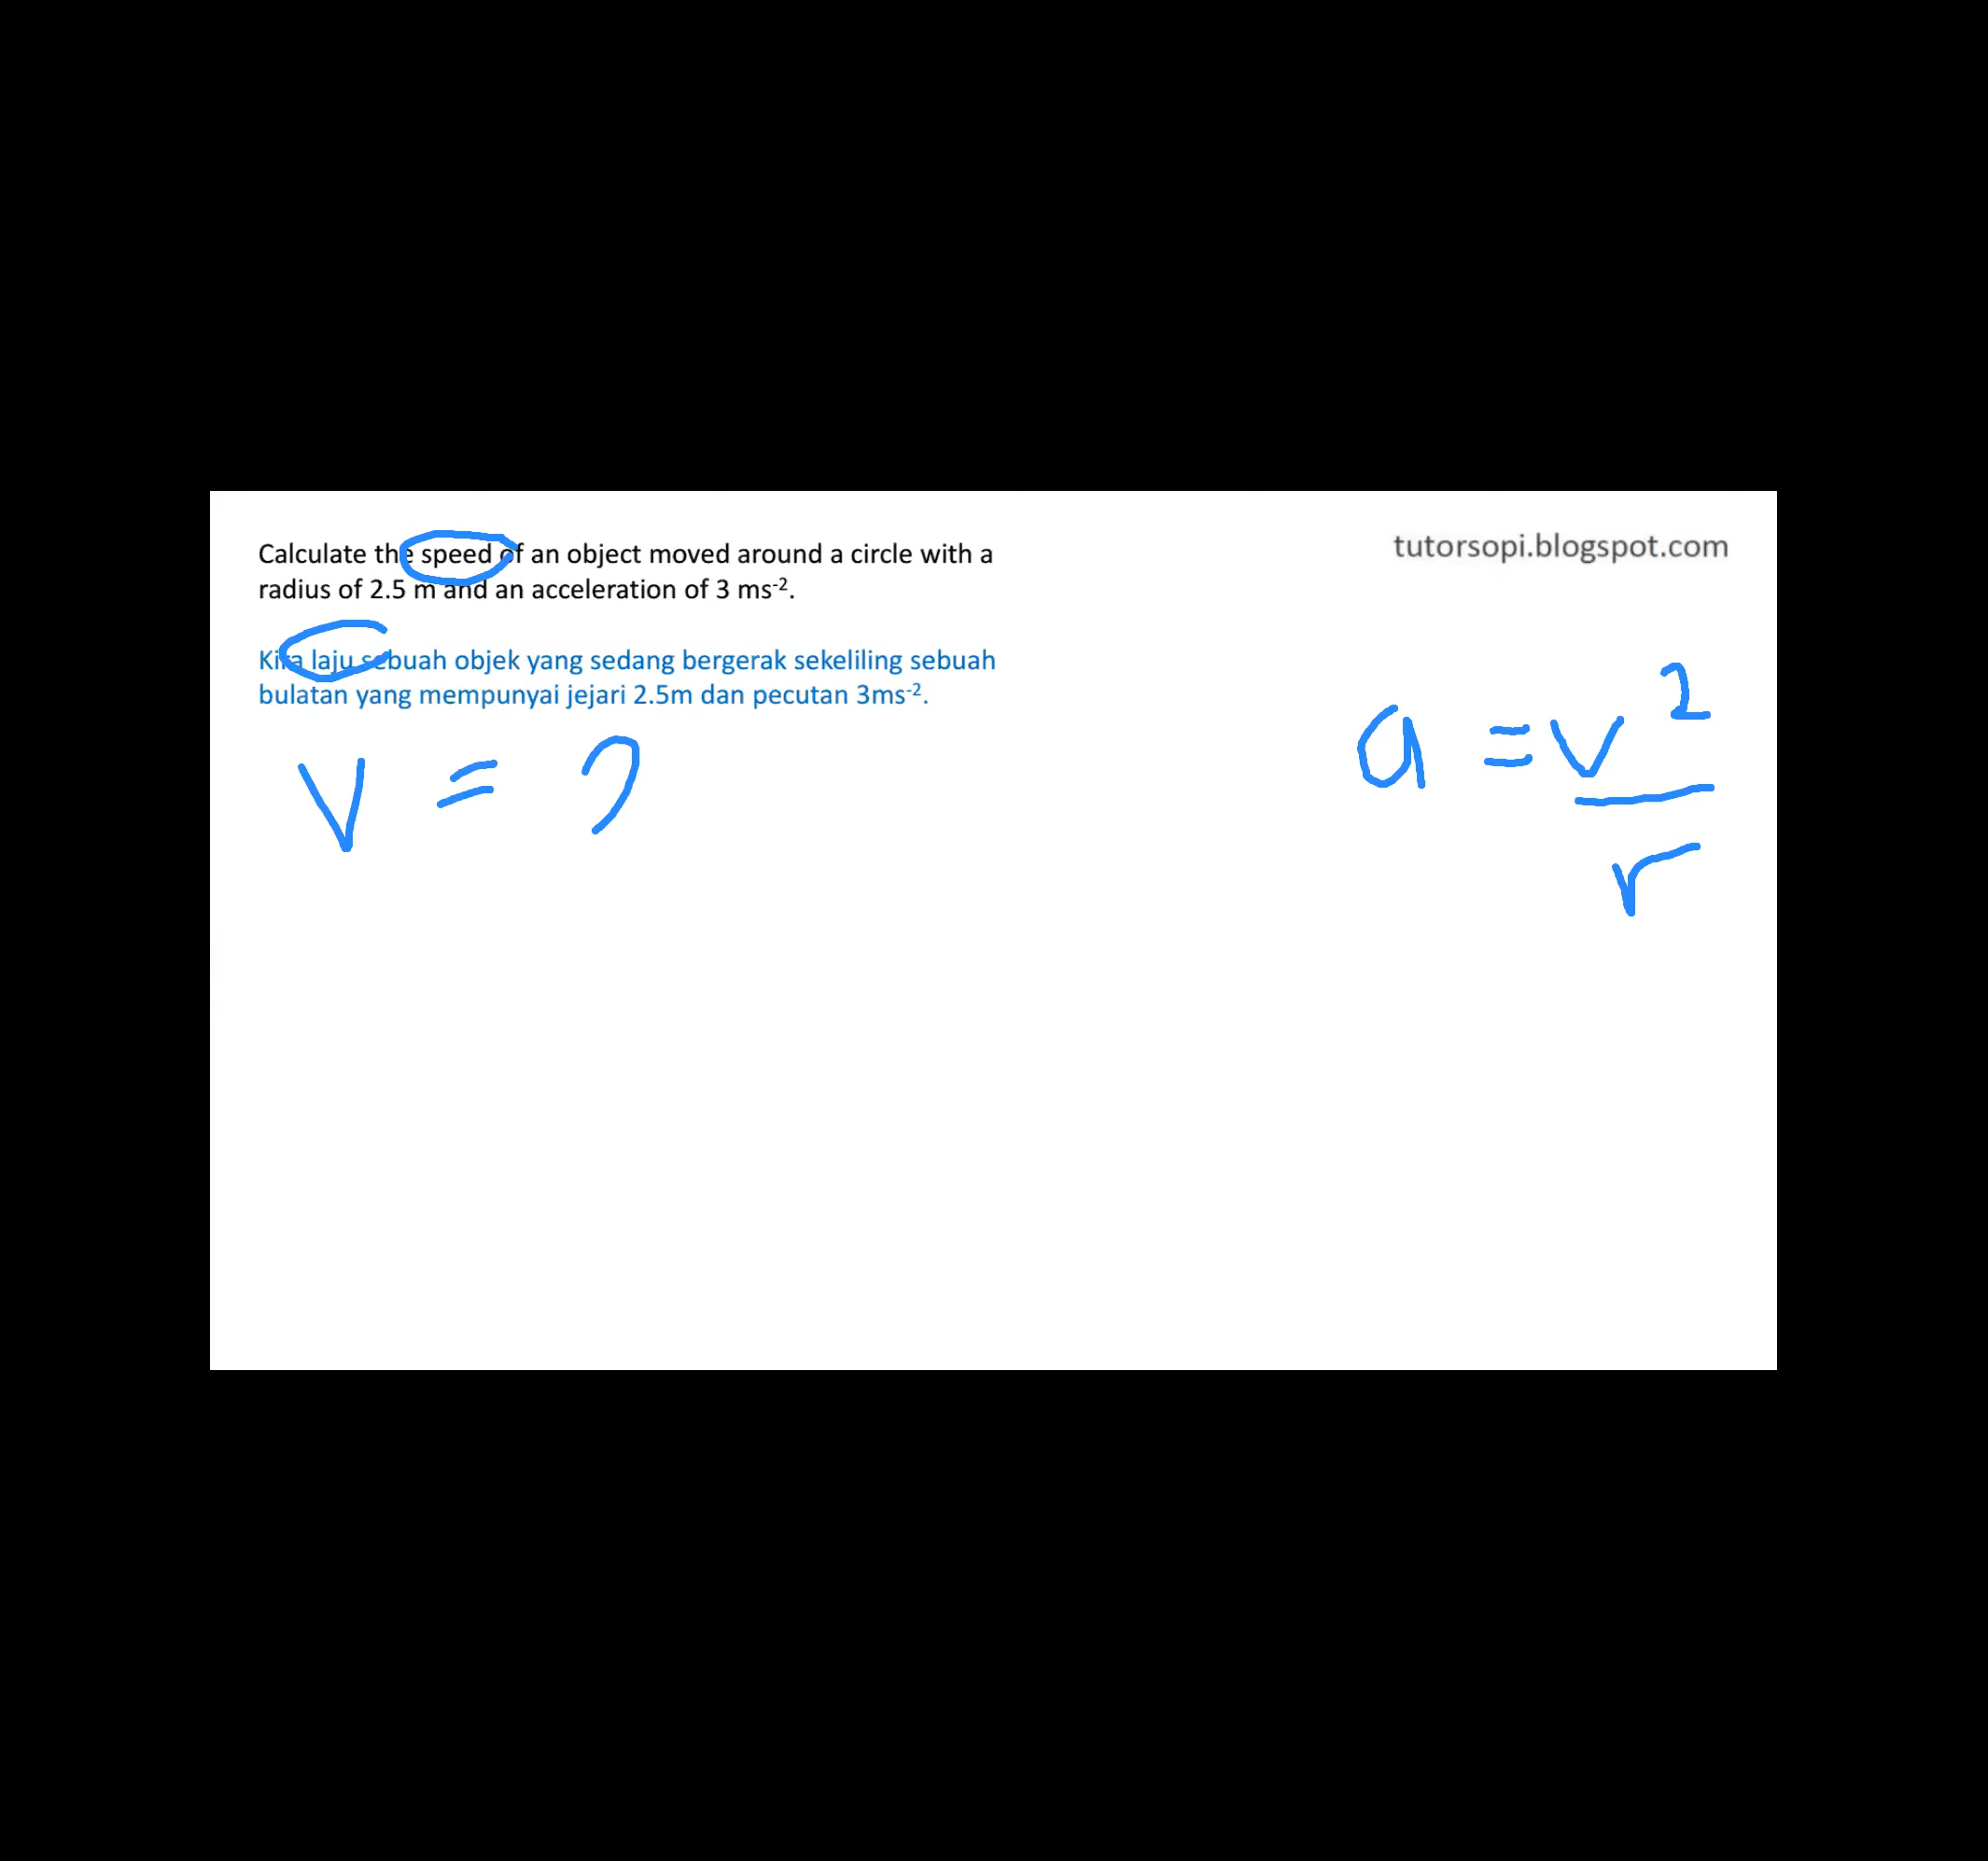 Calculate the speed of an object moved around a circle with a
radius of 2.5 m and an acceleration of 3 ms⁻².
tutorsopi.blogspot.com
Kira laju sebuah objek yang sedang bergerak sekeliling sebuah
bulatan yang mempunyai jejari 2.5m dan pecutan 3ms⁻².
v = ?
a = v²
r